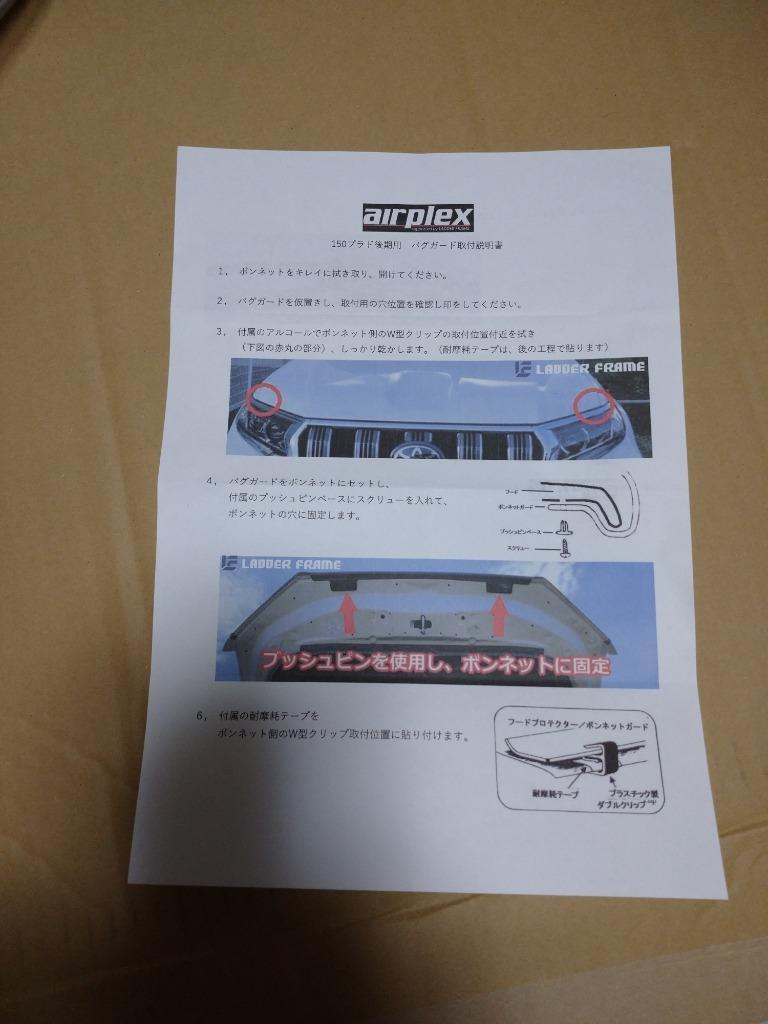 airplex
150プラド後期用　バグガード取付説明書
1， ボンネットをキレイに拭き取り、開けてください。
2， バグガードを仮置きし、取付用の穴位置を確認し印をしてください。
3， 付属のアルコールでボンネット側のW型クリップの取付位置付近を拭き
（下図の赤丸の部分）、しっかり乾かします。（耐摩耗テープは、後の工程で貼ります）
LADDER FRAME
4， バグガードをボンネットにセットし、
付属のプッシュピンベースにスクリューを入れて、
ボンネットの穴に固定します。
フード
ボンネットガード
プッシュピンベース
スクリュー
LADDER FRAME
プッシュピンを使用し、ボンネットに固定
6， 付属の耐摩耗テープを
ボンネット側のW型クリップ取付位置に貼り付けます。
フードプロテクター／ボンネットガード
耐摩耗テープ
プラスチック製
ダブルクリップ